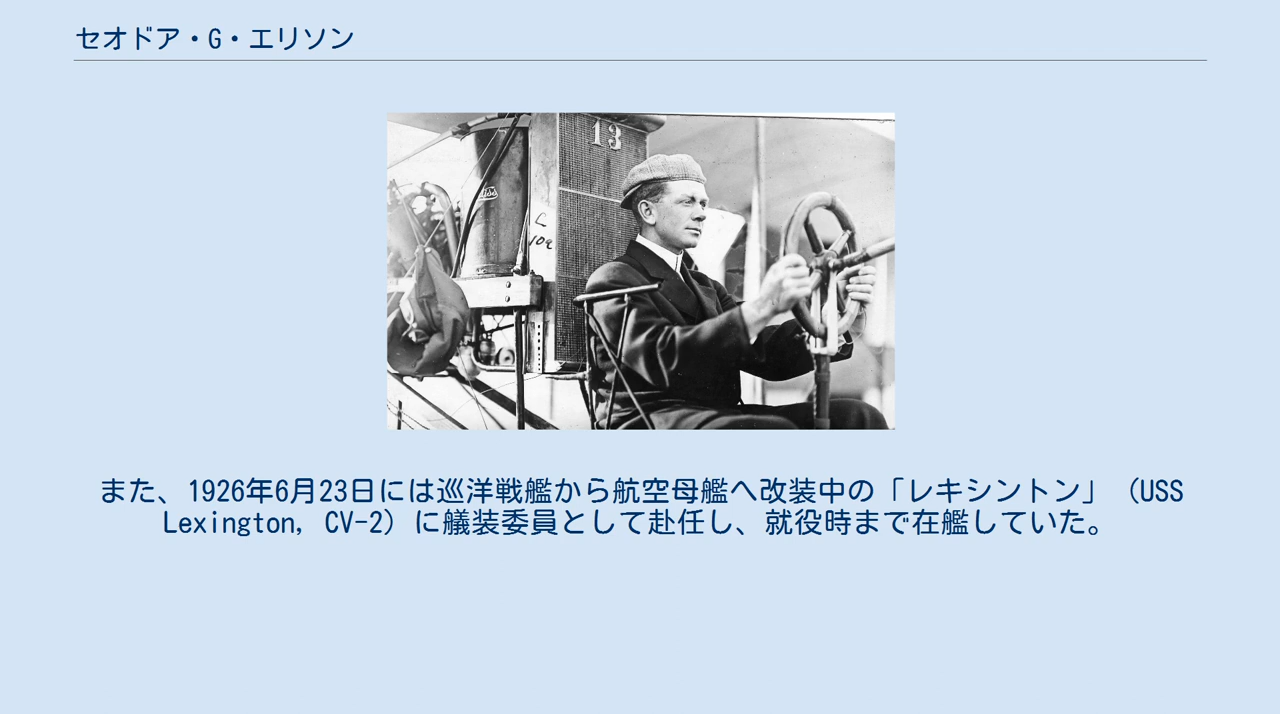 セオドア・G・エリソン
13
L
また、1926年6月23日には巡洋戦艦から航空母艦へ改装中の「レキシントン」（USS
Lexington, CV-2）に艤装委員として赴任し、就役時まで在艦していた。